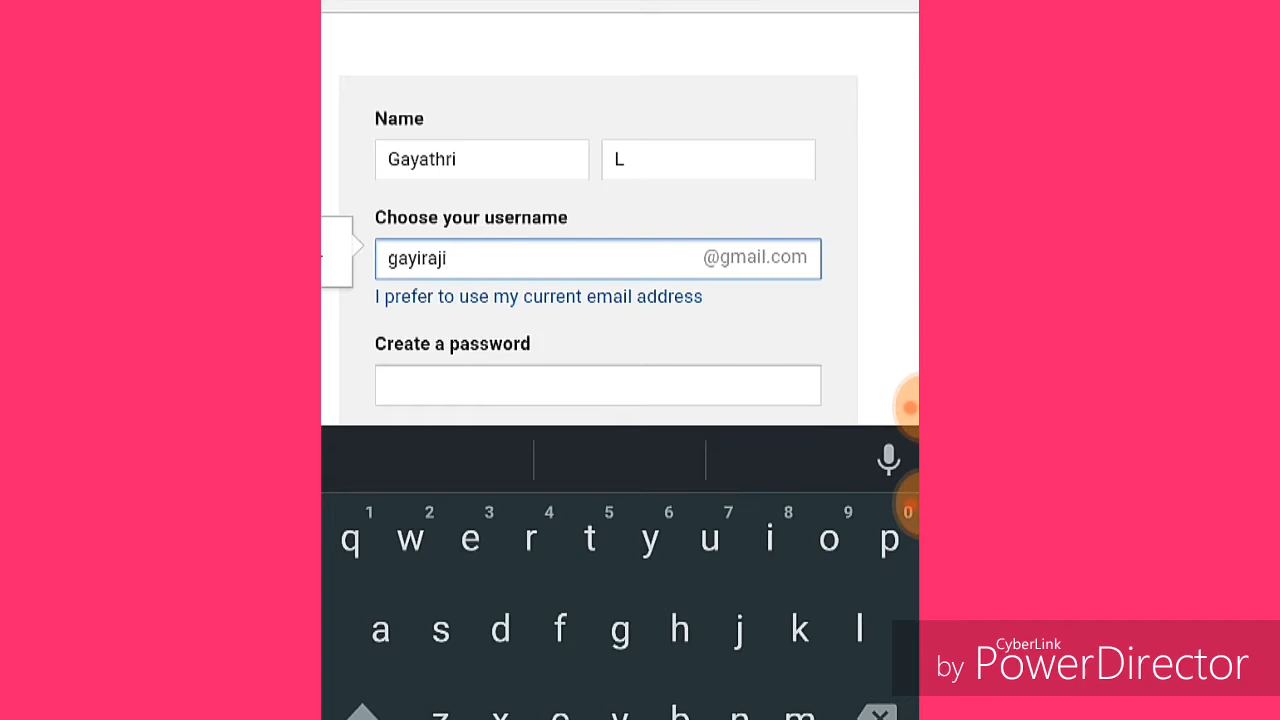 Name
Gayathri L
Choose your username
gayiraji @gmail.com
I prefer to use my current email address
Create a password
1 2 3 4 5 6 7 8 9 0
q w e r t y u i o p
a s d f g h j k l
z x c v b n m
CyberLink
by PowerDirector